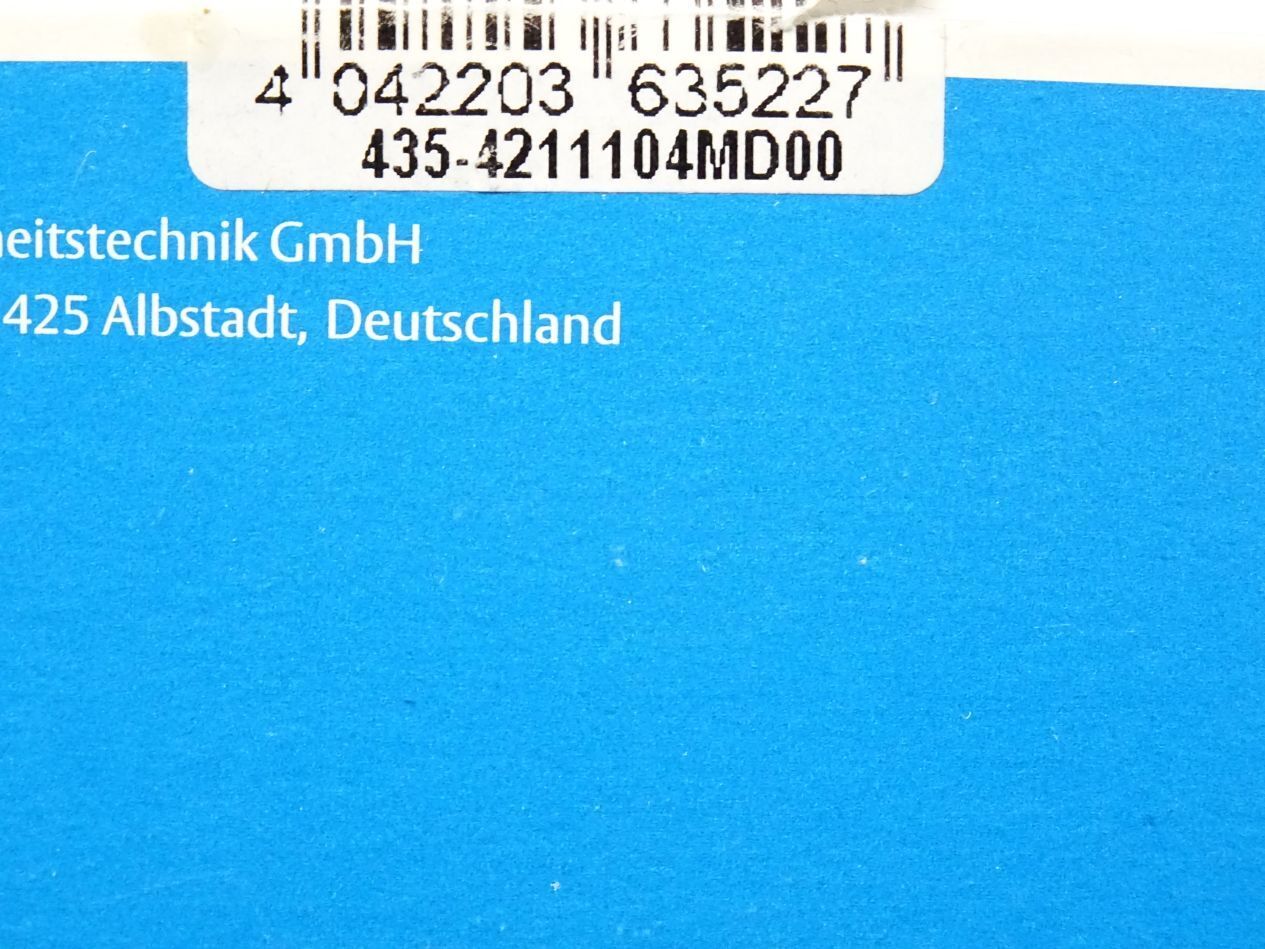 4 042203 635227
435-4211104MD00
heitstechnik GmbH
425 Albstadt, Deutschland